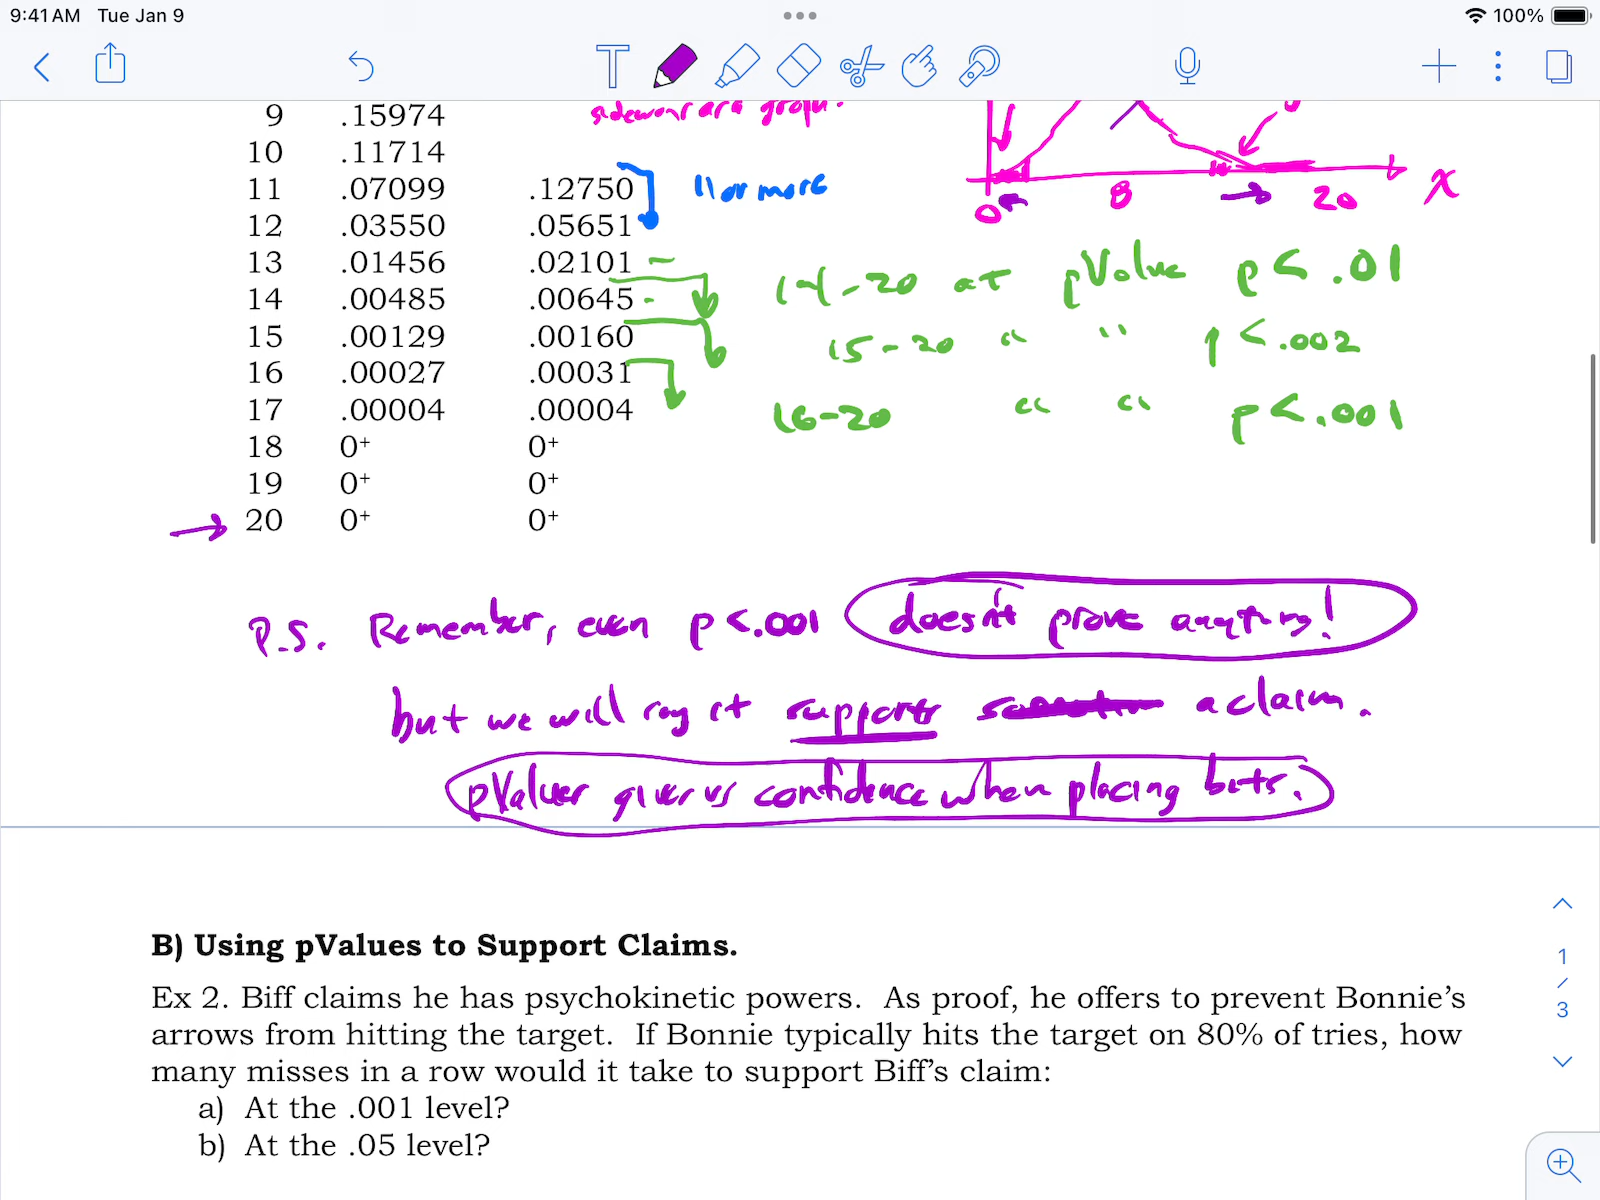 9:41 AM Tue Jan 9
100%
T
sideward graph.
9 .15974
10 .11714
11 .07099 .12750 11 or more
12 .03550 .05651
0 8 20 x
13 .01456 .02101
14 .00485 .00645 14-20 at pValue p<.01
15 .00129 .00160 15-20 " " p<.002
16 .00027 .00031
17 .00004 .00004 16-20 " " p<.001
18 0+ 0+
19 0+ 0+
20 0+ 0+
P.S. Remember, even p<.001 doesn't prove anything!
but we will say it supports a claim.
pValues gives us confidence when placing bets.
B) Using pValues to Support Claims.
Ex 2. Biff claims he has psychokinetic powers. As proof, he offers to prevent Bonnie's
arrows from hitting the target. If Bonnie typically hits the target on 80% of tries, how
many misses in a row would it take to support Biff's claim:
a) At the .001 level?
b) At the .05 level?
1
/
3